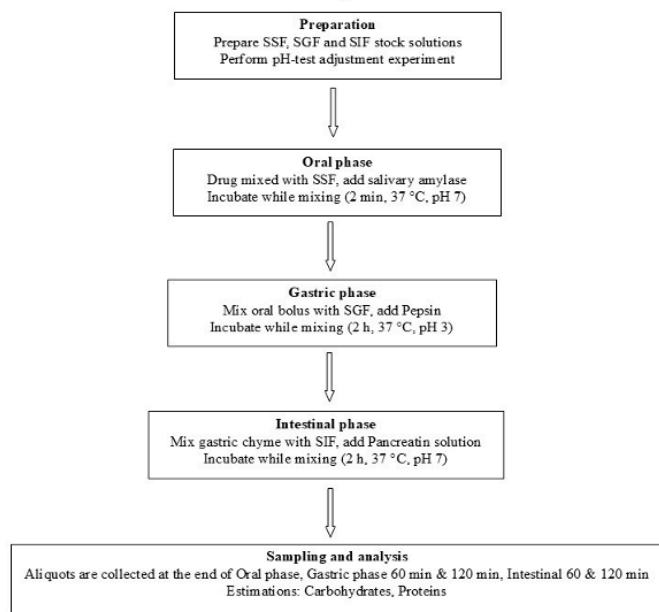 Preparation
Prepare SSF, SGF and SIF stock solutions
Perform pH-test adjustment experiment
Oral phase
Drug mixed with SSF, add salivary amylase
Incubate while mixing (2 min, 37 °C, pH 7)
Gastric phase
Mix oral bolus with SGF, add Pepsin
Incubate while mixing (2 h, 37 °C, pH 3)
Intestinal phase
Mix gastric chyme with SIF, add Pancreatin solution
Incubate while mixing (2 h, 37 °C, pH 7)
Sampling and analysis
Aliquots are collected at the end of Oral phase, Gastric phase 60 min & 120 min, Intestinal 60 & 120 min
Estimations: Carbohydrates, Proteins